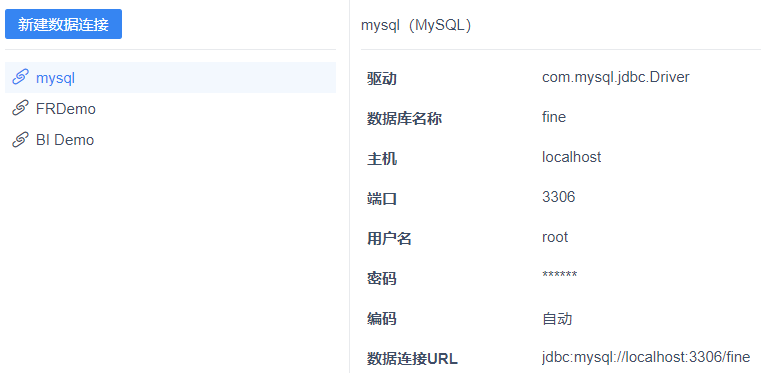 新建数据连接
mysql
FRDemo
BI Demo
mysql（MySQL）
驱动 com.mysql.jdbc.Driver
数据库名称 fine
主机 localhost
端口 3306
用户名 root
密码 ******
编码 自动
数据连接URL jdbc:mysql://localhost:3306/fine